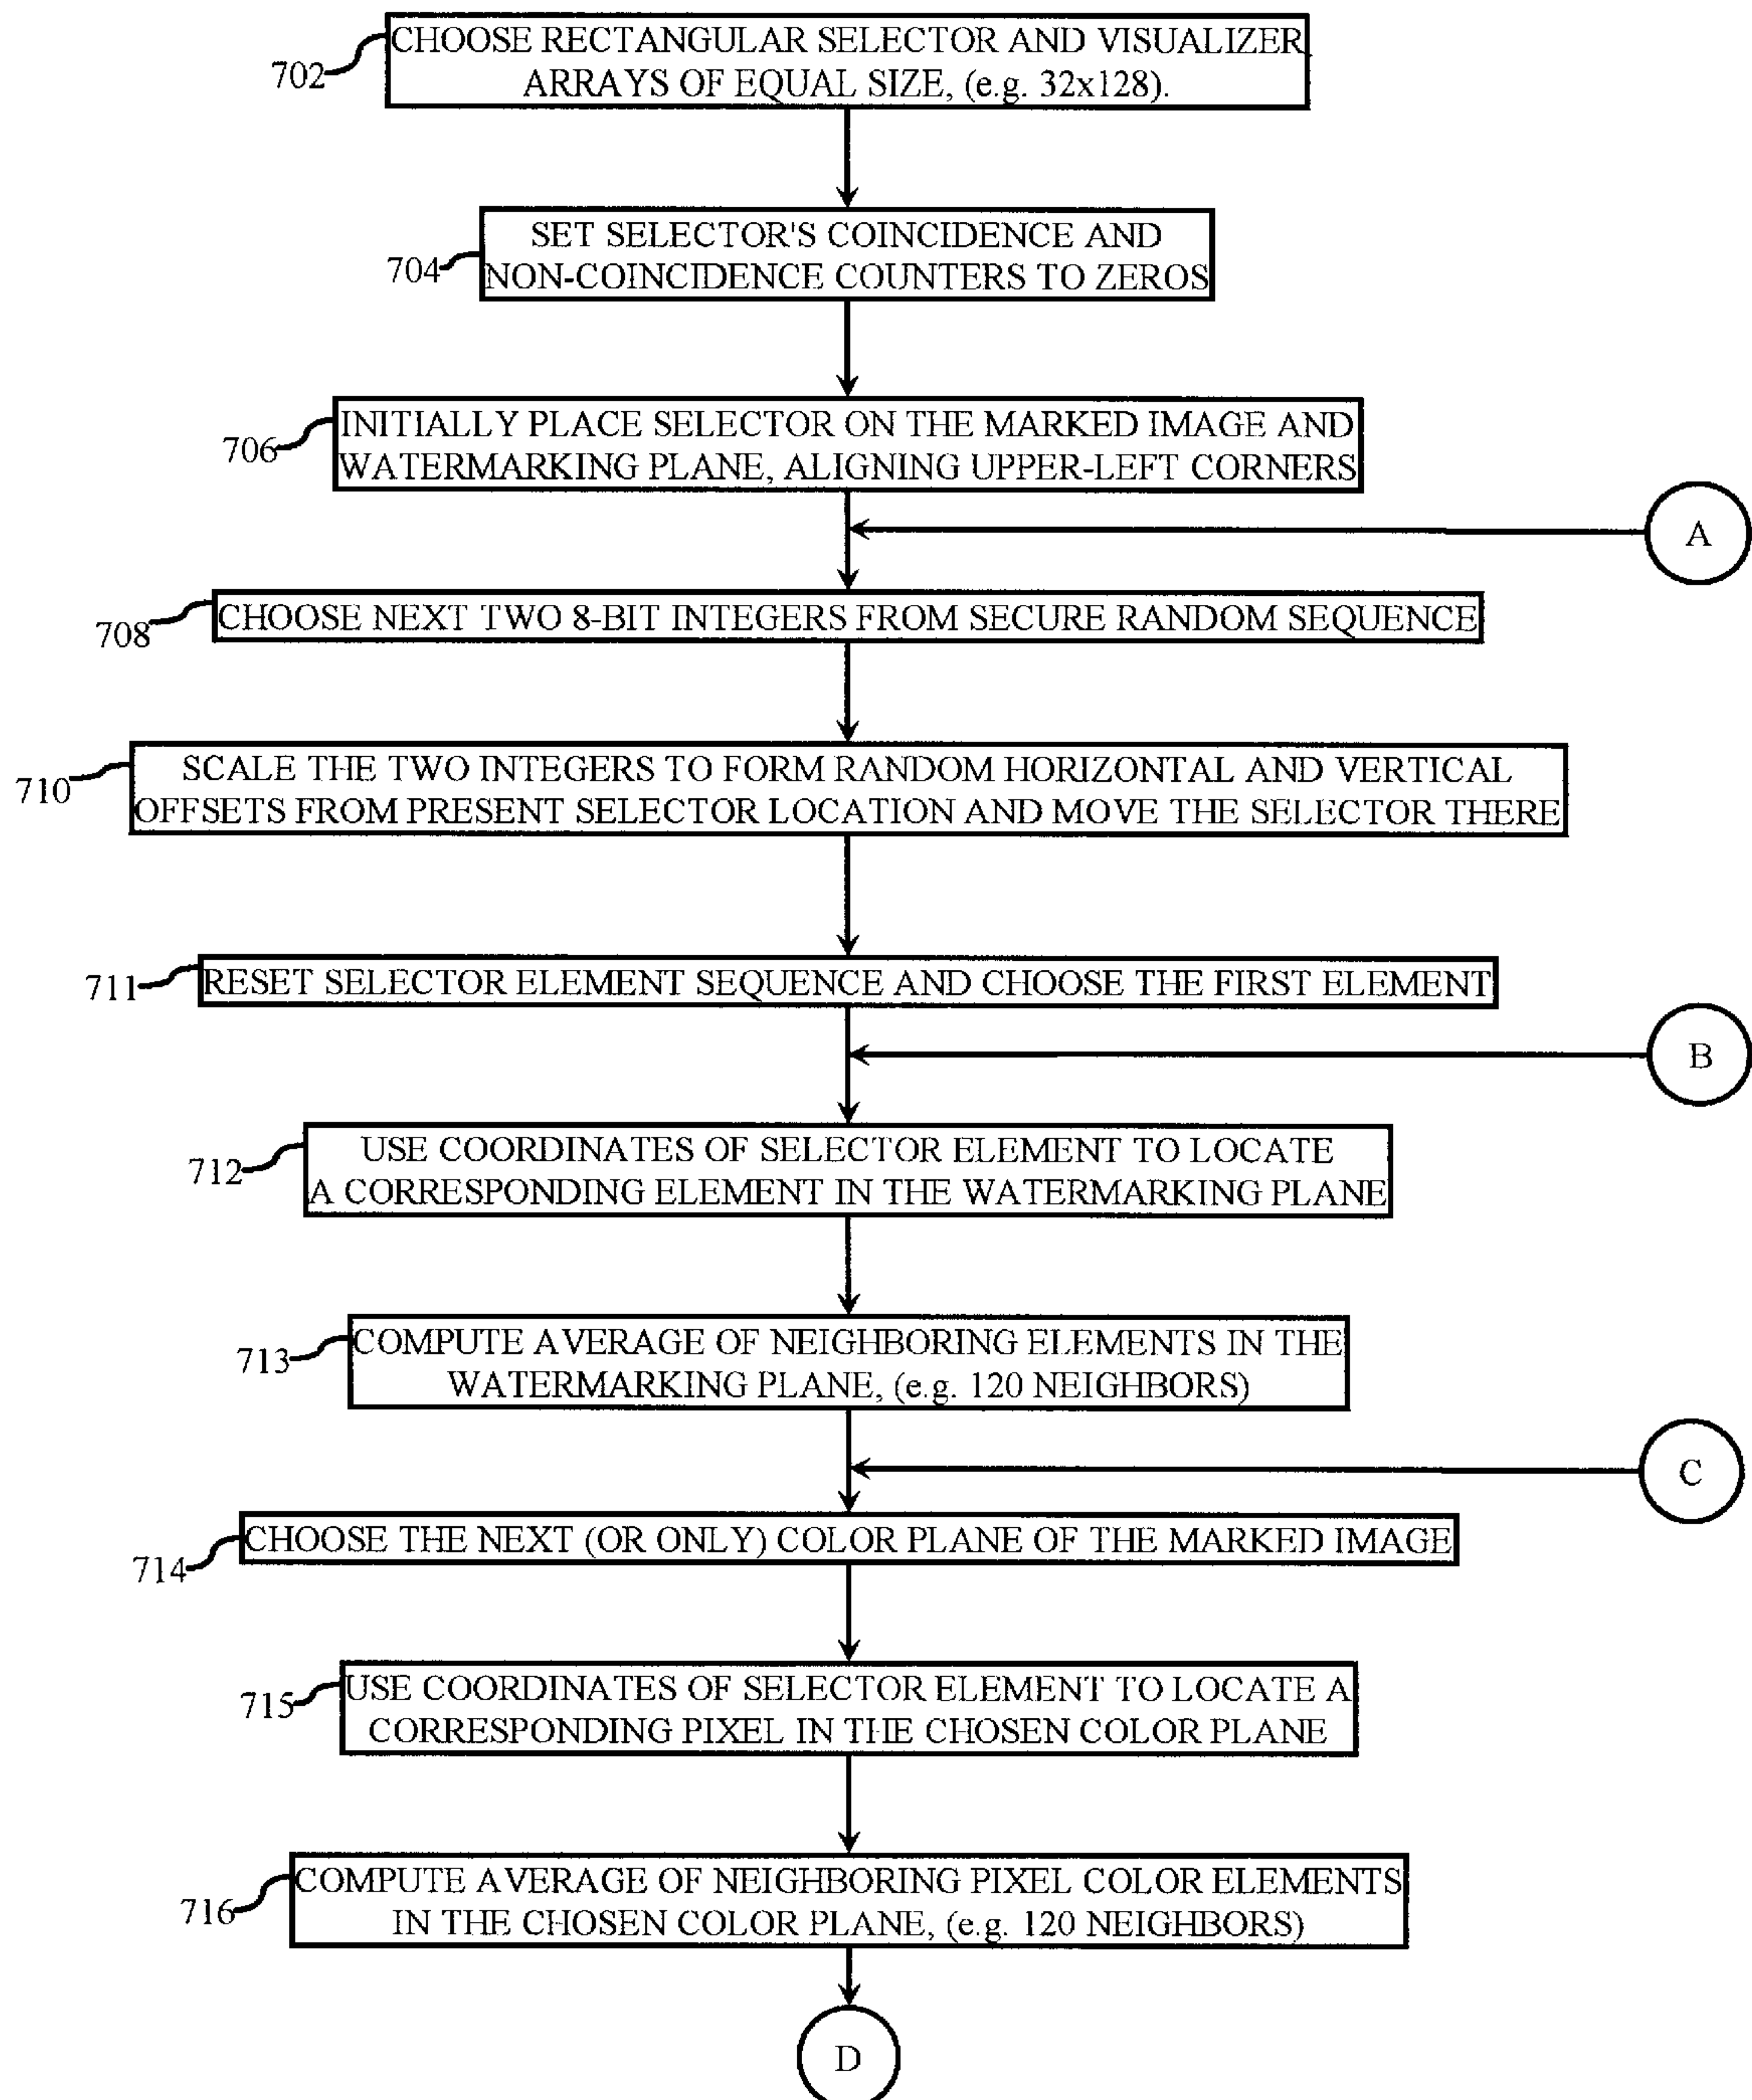 702
CHOOSE RECTANGULAR SELECTOR AND VISUALIZER
ARRAYS OF EQUAL SIZE, (e.g. 32x128).
704
SET SELECTOR'S COINCIDENCE AND
NON-COINCIDENCE COUNTERS TO ZEROS
706
INITIALLY PLACE SELECTOR ON THE MARKED IMAGE AND
WATERMARKING PLANE, ALIGNING UPPER-LEFT CORNERS
A
708
CHOOSE NEXT TWO 8-BIT INTEGERS FROM SECURE RANDOM SEQUENCE
710
SCALE THE TWO INTEGERS TO FORM RANDOM HORIZONTAL AND VERTICAL
OFFSETS FROM PRESENT SELECTOR LOCATION AND MOVE THE SELECTOR THERE
711
RESET SELECTOR ELEMENT SEQUENCE AND CHOOSE THE FIRST ELEMENT
B
712
USE COORDINATES OF SELECTOR ELEMENT TO LOCATE
A CORRESPONDING ELEMENT IN THE WATERMARKING PLANE
713
COMPUTE AVERAGE OF NEIGHBORING ELEMENTS IN THE
WATERMARKING PLANE, (e.g. 120 NEIGHBORS)
C
714
CHOOSE THE NEXT (OR ONLY) COLOR PLANE OF THE MARKED IMAGE
715
USE COORDINATES OF SELECTOR ELEMENT TO LOCATE A
CORRESPONDING PIXEL IN THE CHOSEN COLOR PLANE
716
COMPUTE AVERAGE OF NEIGHBORING PIXEL COLOR ELEMENTS
IN THE CHOSEN COLOR PLANE, (e.g. 120 NEIGHBORS)
D